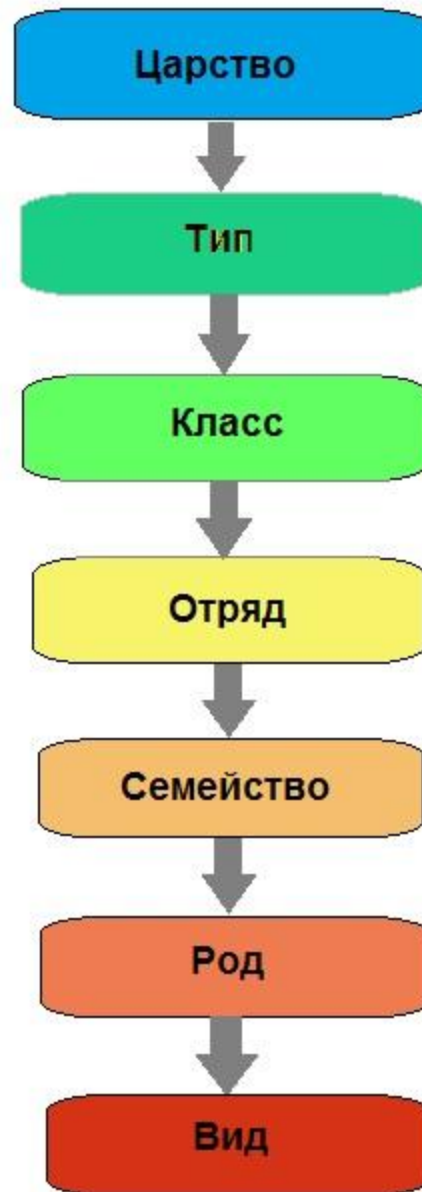 Царство
Тип
Класс
Отряд
Семейство
Род
Вид